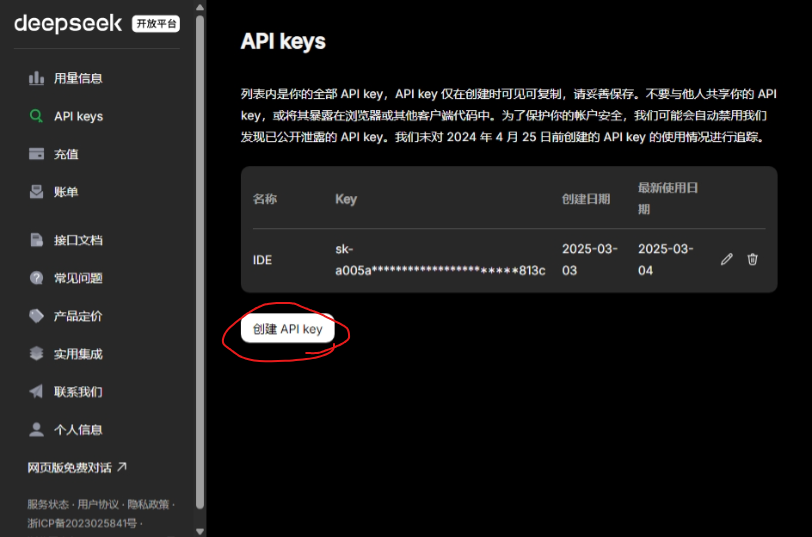 deepseek 开放平台
用量信息
API keys
充值
账单
接口文档
常见问题
产品定价
实用集成
联系我们
个人信息
网页版免费对话
服务状态 · 用户协议 · 隐私政策 ·
浙ICP备2023025841号 ·
API keys
列表内是你的全部 API key，API key 仅在创建时可见可复制，请妥善保存。不要与他人共享你的 API
key，或将其暴露在浏览器或其他客户端代码中。为了保护你的帐户安全，我们可能会自动禁用我们
发现已公开泄露的 API key。我们未对 2024 年 4 月 25 日前创建的 API key 的使用情况进行追踪。
名称 Key 创建日期 最新使用日
期
IDE sk- 2025-03- 2025-03-
a005a************************813c 03 04
创建 API key